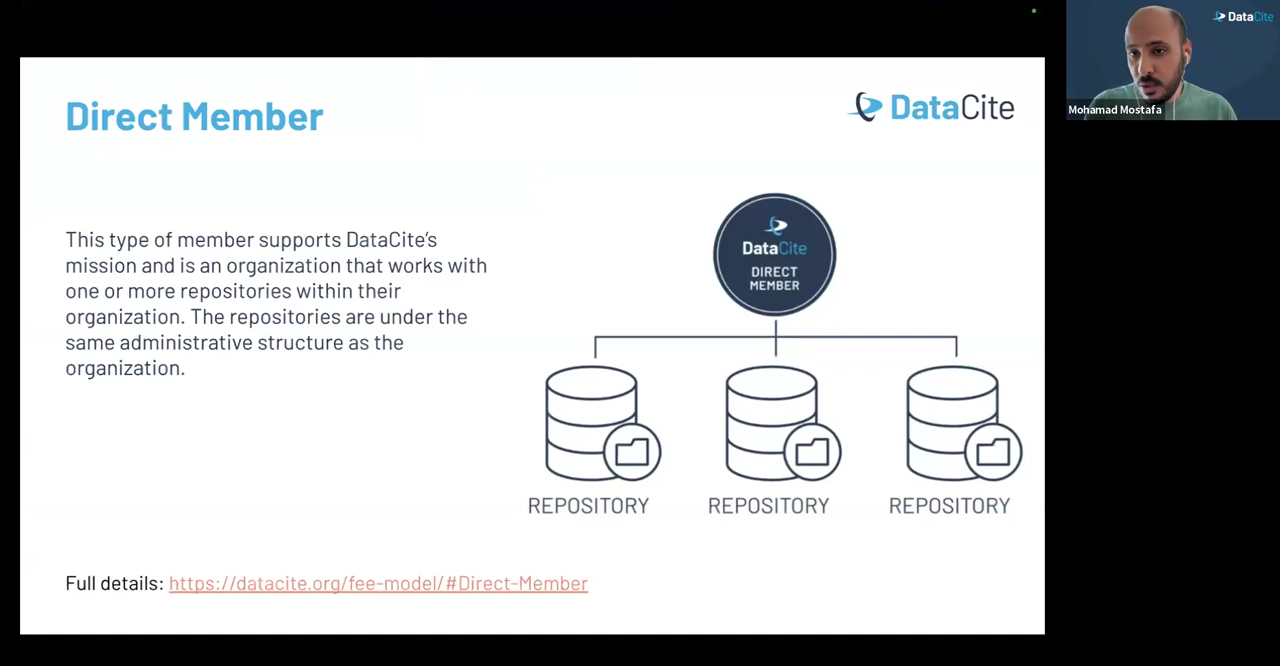 Direct Member
DataCite
This type of member supports DataCite's
mission and is an organization that works with
one or more repositories within their
organization. The repositories are under the
same administrative structure as the
organization.
DataCite
DIRECT
MEMBER
REPOSITORY
REPOSITORY
REPOSITORY
Full details: https://datacite.org/fee-model/#Direct-Member
DataCite
Mohamad Mostafa